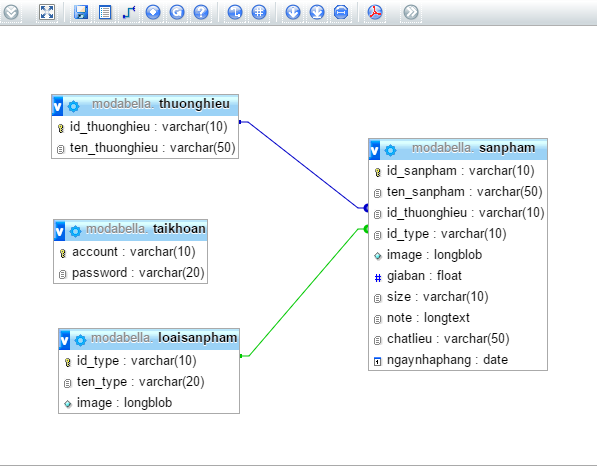 v modabella. thuonghieu
id_thuonghieu : varchar(10)
ten_thuonghieu : varchar(50)
v modabella. taikhoan
account : varchar(10)
password : varchar(20)
v modabella. loaisanpham
id_type : varchar(10)
ten_type : varchar(20)
image : longblob
v modabella. sanpham
id_sanpham : varchar(10)
ten_sanpham : varchar(50)
id_thuonghieu : varchar(10)
id_type : varchar(10)
image : longblob
# giaban : float
size : varchar(10)
note : longtext
chatlieu : varchar(50)
ngaynhaphang : date